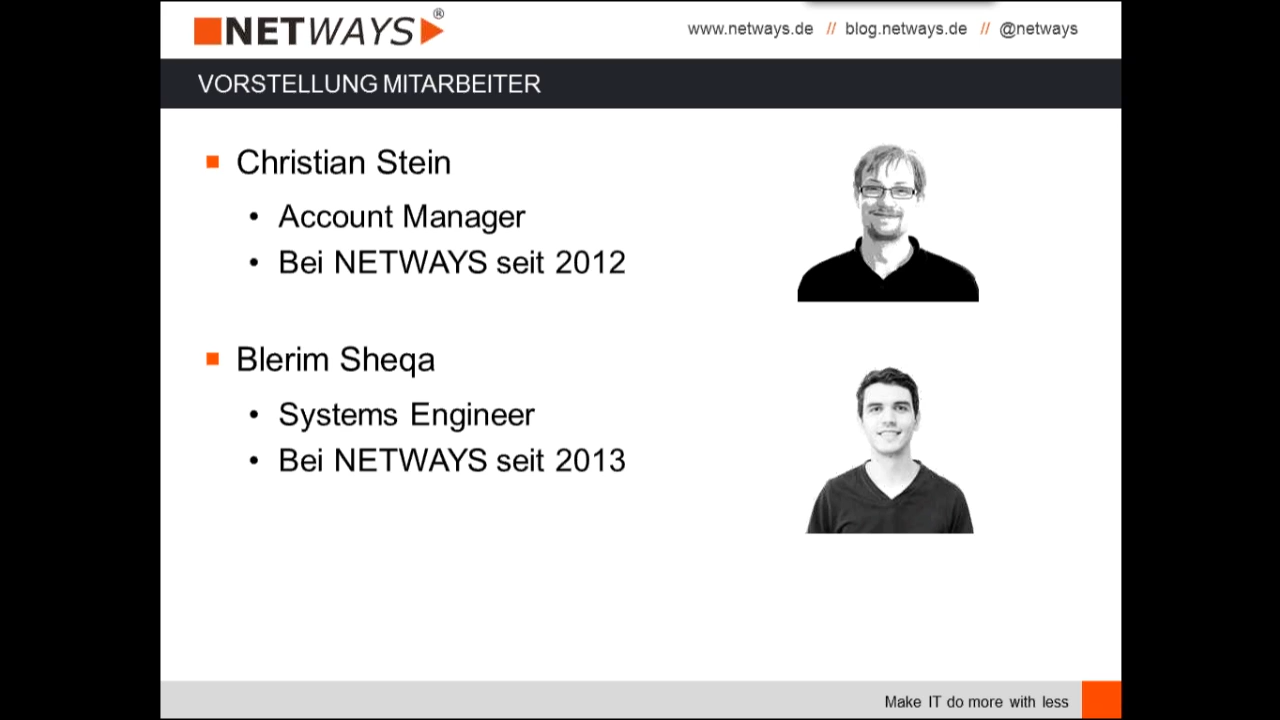 NETWAYS®
www.netways.de // blog.netways.de // @netways
VORSTELLUNG MITARBEITER
Christian Stein
• Account Manager
• Bei NETWAYS seit 2012
Blerim Sheqa
• Systems Engineer
• Bei NETWAYS seit 2013
Make IT do more with less